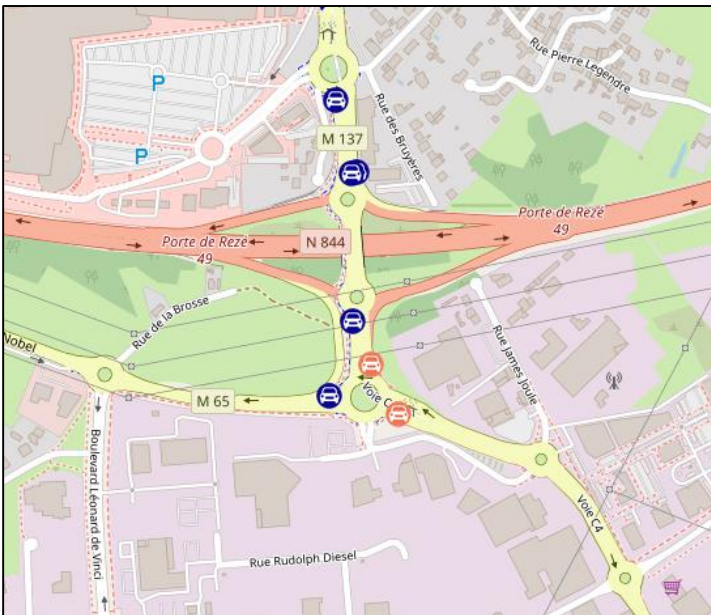 Rue Pierre Legendre
P
Rue des Bruyères
M 137
P
Porte de Rezé
49
Porte de Rezé
49
N 844
Rue de la Brosse
Nobel
Rue James Joule
M 65
Voie C
Boulevard Léonard de Vinci
Voie C4
Rue Rudolph Diesel